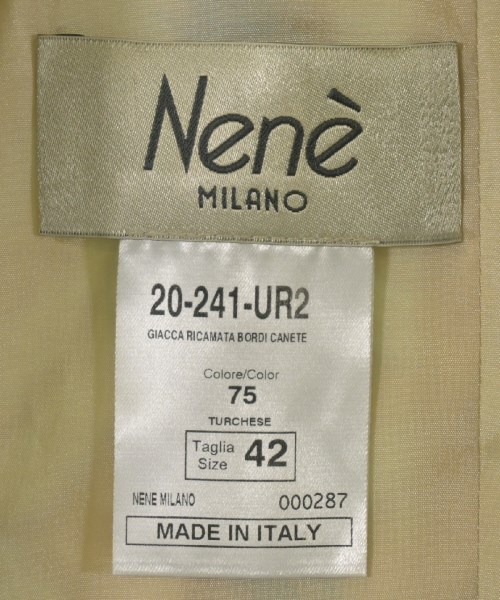 Nenè
MILANO
20-241-UR2
GIACCA RICAMATA BORDI CANETE
Colore/Color
75
TURCHESE
Taglia
Size 42
NENE MILANO 000287
MADE IN ITALY